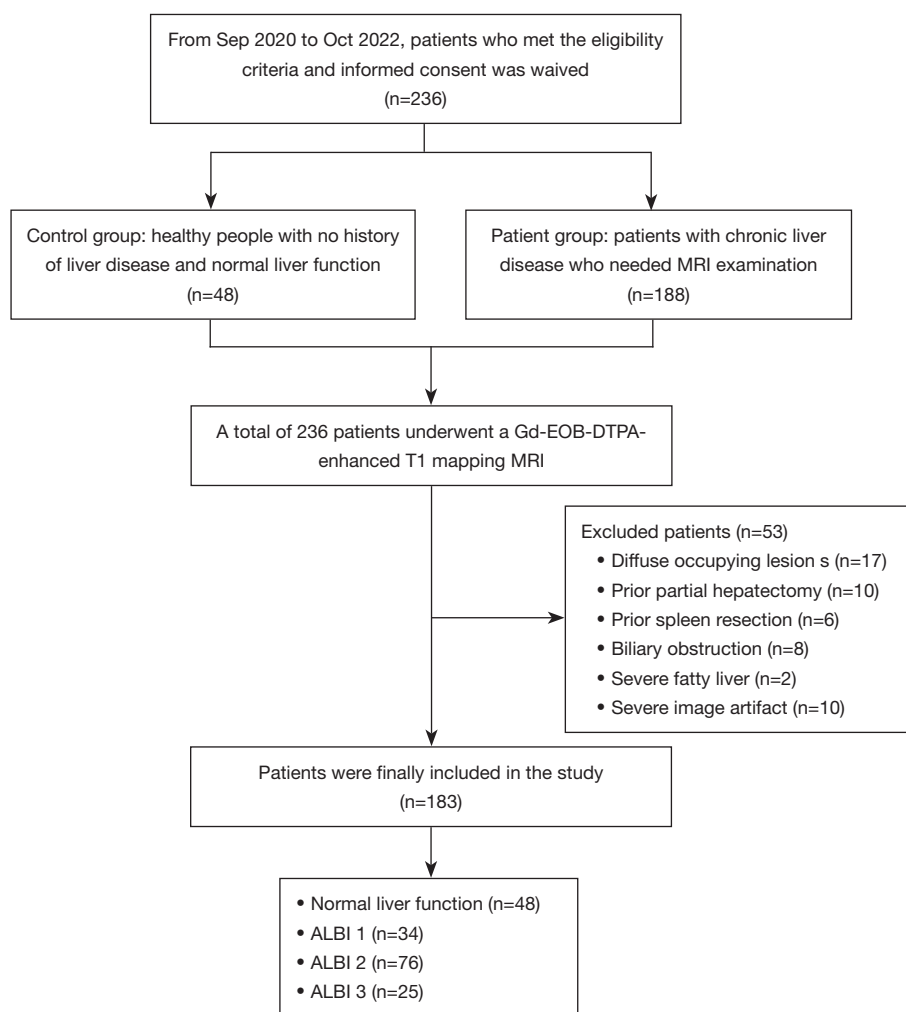 From Sep 2020 to Oct 2022, patients who met the eligibility
criteria and informed consent was waived
(n=236)
Control group: healthy people with no history
of liver disease and normal liver function
(n=48)
Patient group: patients with chronic liver
disease who needed MRI examination
(n=188)
A total of 236 patients underwent a Gd-EOB-DTPA-
enhanced T1 mapping MRI
Excluded patients (n=53)
• Diffuse occupying lesion s (n=17)
• Prior partial hepatectomy (n=10)
• Prior spleen resection (n=6)
• Biliary obstruction (n=8)
• Severe fatty liver (n=2)
• Severe image artifact (n=10)
Patients were finally included in the study
(n=183)
• Normal liver function (n=48)
• ALBI 1 (n=34)
• ALBI 2 (n=76)
• ALBI 3 (n=25)